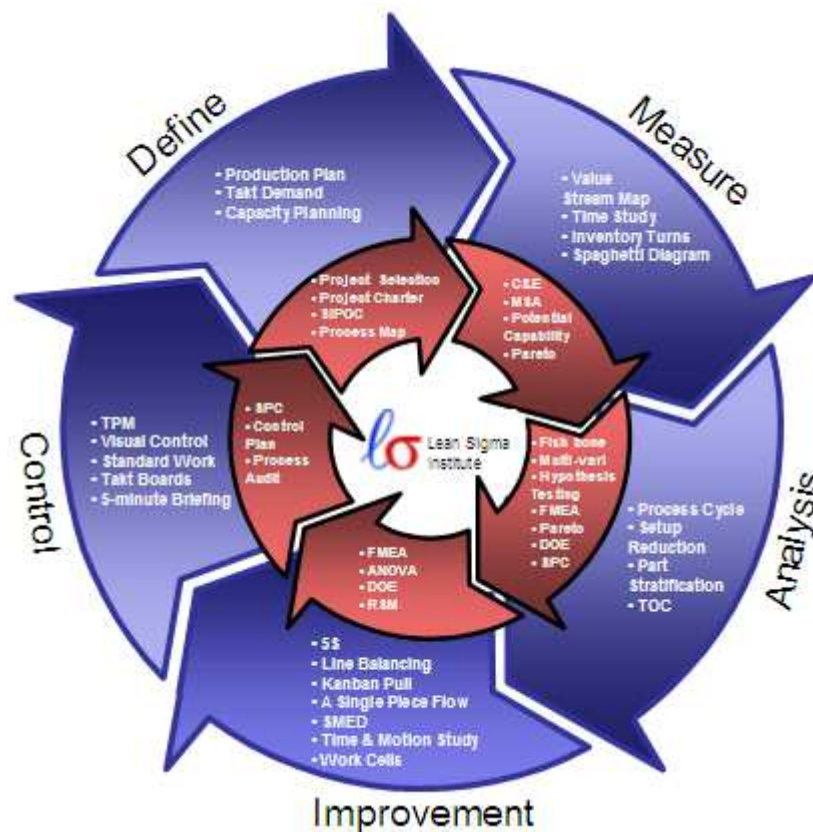 Define
• Production Plan
• Takt Demand
• Capacity Planning
Measure
• Value
Stream Map
• Time Study
• Inventory Turns
• Spaghetti Diagram
Analysis
• Process Cycle
• Setup
Reduction
• Part
Stratification
• TOC
Improvement
• 5S
• Line Balancing
• Kanban Pull
• A Single Piece Flow
• SMED
• Time & Motion Study
• Work Cells
Control
• TPM
• Visual Control
• Standard Work
• Takt Boards
• 5-minute Briefing
• Project Selection
• Project Charter
• SIPOC
• Process Map
• C&E
• MSA
• Potential
Capability
• Pareto
• Fish bone
• Multi-vari
• Hypothesis
Testing
• FMEA
• Pareto
• DOE
• SPC
• FMEA
• ANOVA
• DOE
• RSM
• SPC
• Control
Plan
• Process
Audit
ℓσ Lean Sigma
Institute